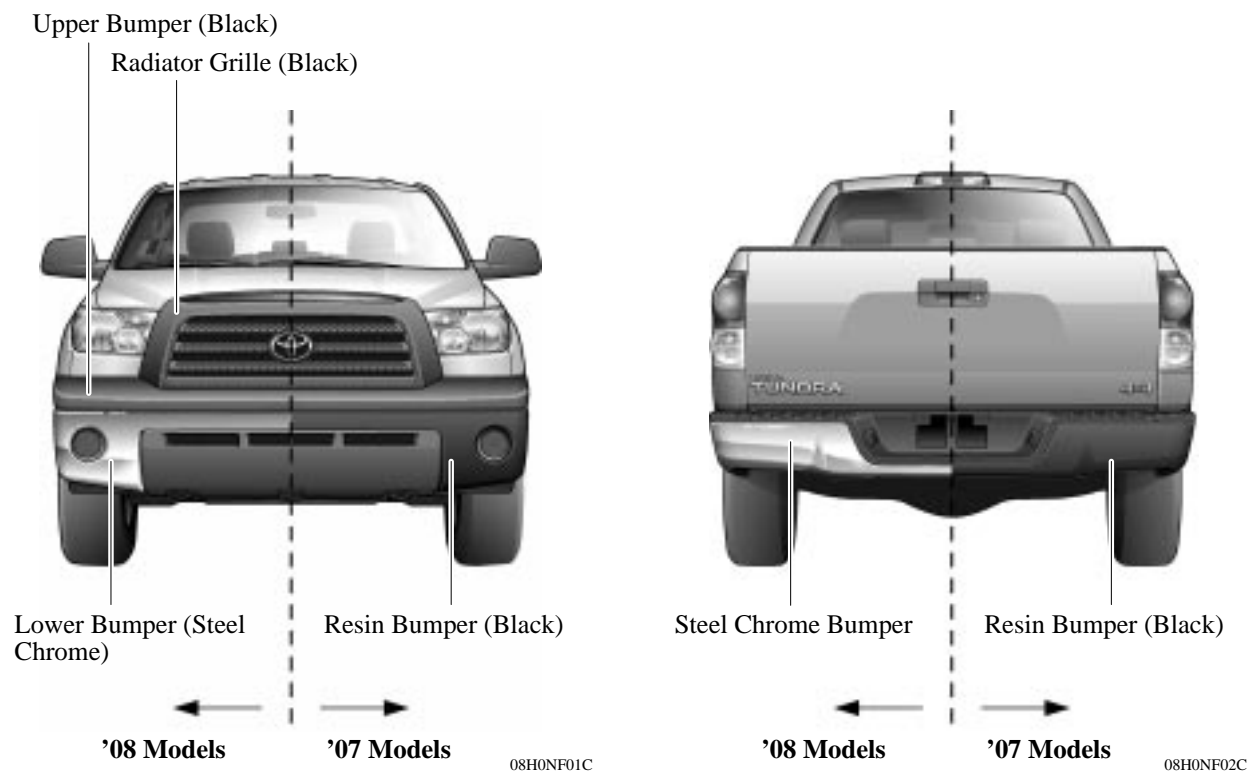 Upper Bumper (Black)
Radiator Grille (Black)
TUNDRA
Lower Bumper (Steel
Chrome)
Resin Bumper (Black)
Steel Chrome Bumper
Resin Bumper (Black)
’08 Models
’07 Models
08H0NF01C
’08 Models
’07 Models
08H0NF02C